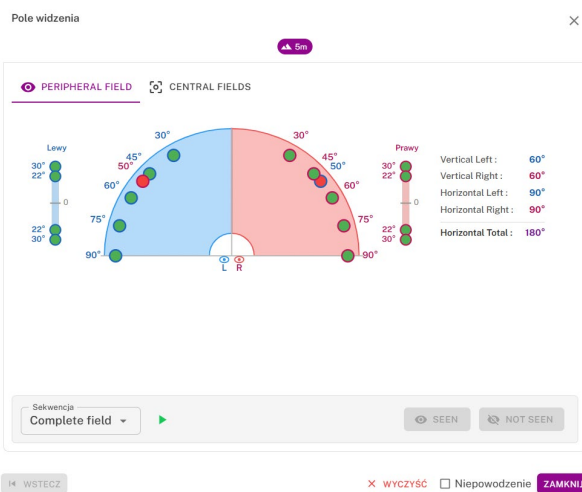 Pole widzenia
5m
PERIPHERAL FIELD
CENTRAL FIELDS
30° 30°
45° 45°
50° 50°
60° 60°
75° 75°
90° 90°
L R
Lewy
30°
22°
0
22°
30°
Prawy
30°
22°
0
22°
30°
Vertical Left : 60°
Vertical Right : 60°
Horizontal Left : 90°
Horizontal Right : 90°
Horizontal Total : 180°
Sekwencja
Complete field
SEEN
NOT SEEN
WSTECZ
WYCZYŚĆ
Niepowodzenie
ZAMKNIJ